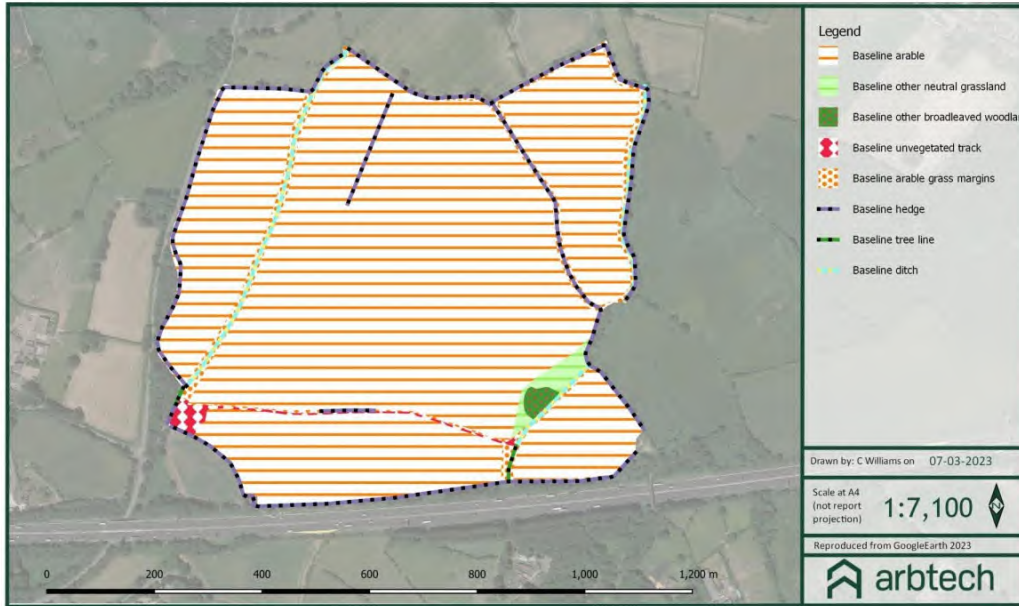 Legend
Baseline arable
Baseline other neutral grassland
Baseline other broadleaved woodla
Baseline unvegetated track
Baseline arable grass margins
Baseline hedge
Baseline tree line
Baseline ditch
Drawn by: C Williams on 07-03-2023
Scale at A4
(not report
projection)
1:7,100
N
Reproduced from GoogleEarth 2023
arbtech
0 200 400 600 800 1,000 1,200 m